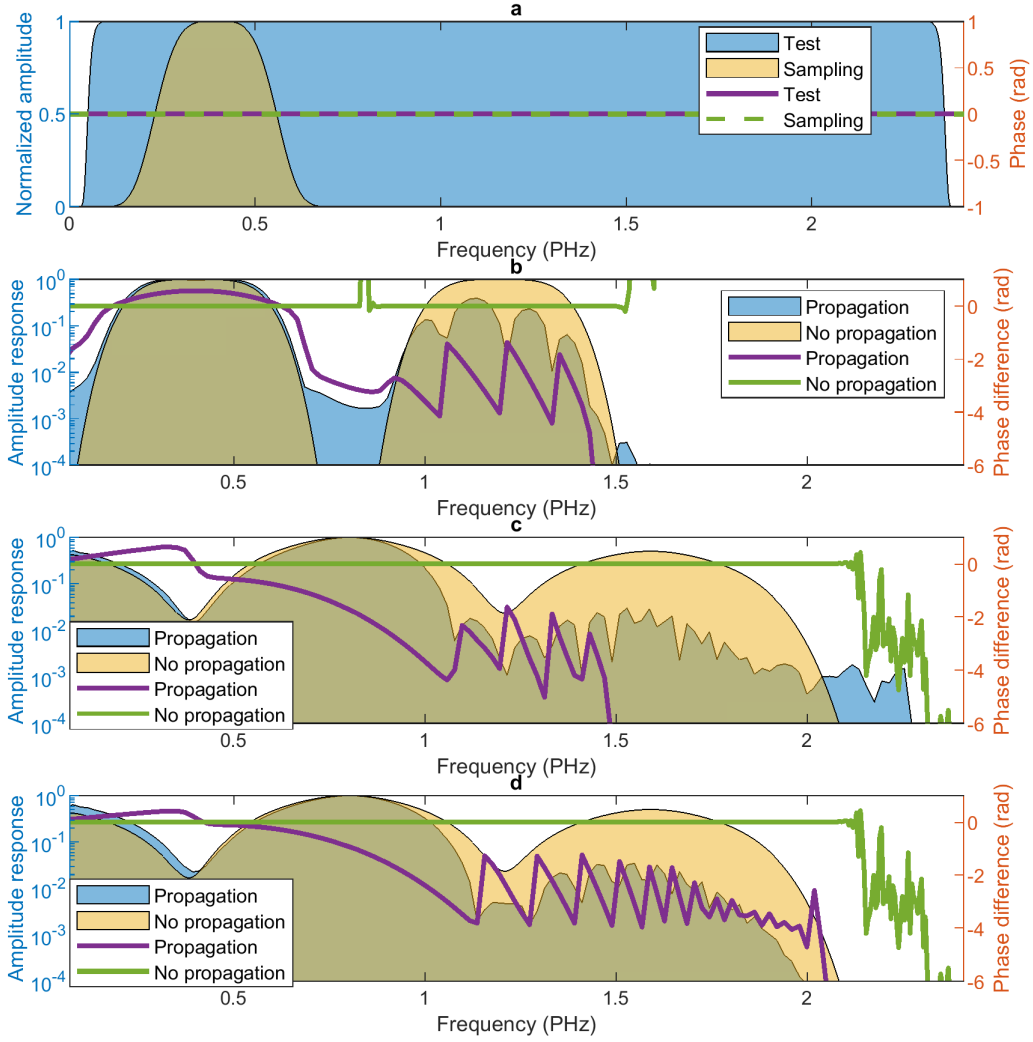 a
Normalized amplitude
1
0.5
0
Test
Sampling
Test
Sampling
1
0.5
0
-0.5
-1
Phase (rad)
0 0.5 1 1.5 2
Frequency (PHz)
b
Amplitude response
10^0
10^-1
10^-2
10^-3
10^-4
Propagation
No propagation
Propagation
No propagation
0
-2
-4
-6
Phase difference (rad)
0.5 1 1.5 2
Frequency (PHz)
c
Amplitude response
10^0
10^-1
10^-2
10^-3
10^-4
Propagation
No propagation
Propagation
No propagation
0
-2
-4
-6
Phase difference (rad)
0.5 1 1.5 2
Frequency (PHz)
d
Amplitude response
10^0
10^-1
10^-2
10^-3
10^-4
Propagation
No propagation
Propagation
No propagation
0
-2
-4
-6
Phase difference (rad)
0.5 1 1.5 2
Frequency (PHz)